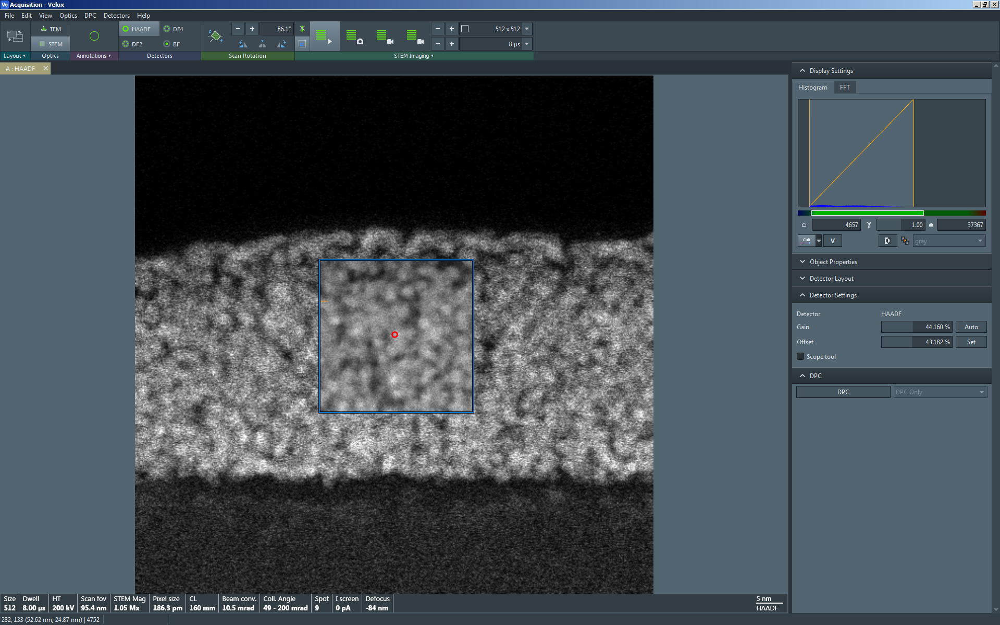 Ve Acquisition - Velox
File Edit View Optics DPC Detectors Help
TEM HAADF DF4 86.1° 512 x 512
STEM DF2 BF 8 µs
Layout Optics Annotations Detectors Scan Rotation STEM Imaging
A : HAADF
Display Settings
Histogram FFT
4657 γ 1.00 37367
V gray
Object Properties
Detector Layout
Detector Settings
Detector HAADF
Gain 44.160 % Auto
Offset 43.182 % Set
Scope tool
DPC
DPC DPC Only
Size Dwell HT Scan fov STEM Mag Pixel size CL Beam conv. Coll. Angle Spot I screen Defocus 5 nm
512 8.00 µs 200 kV 95.4 nm 1.05 Mx 186.3 pm 160 mm 10.5 mrad 49 - 200 mrad 9 0 pA -84 nm HAADF
282, 133 (52.62 nm, 24.87 nm) | 4752